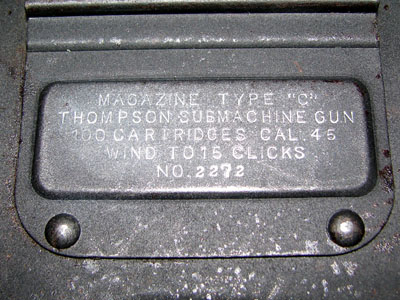 MAGAZINE TYPE "C"
THOMPSON SUBMACHINE GUN
100 CARTRIDGES CAL. 45
WIND TO 15 CLICKS
NO. 2272